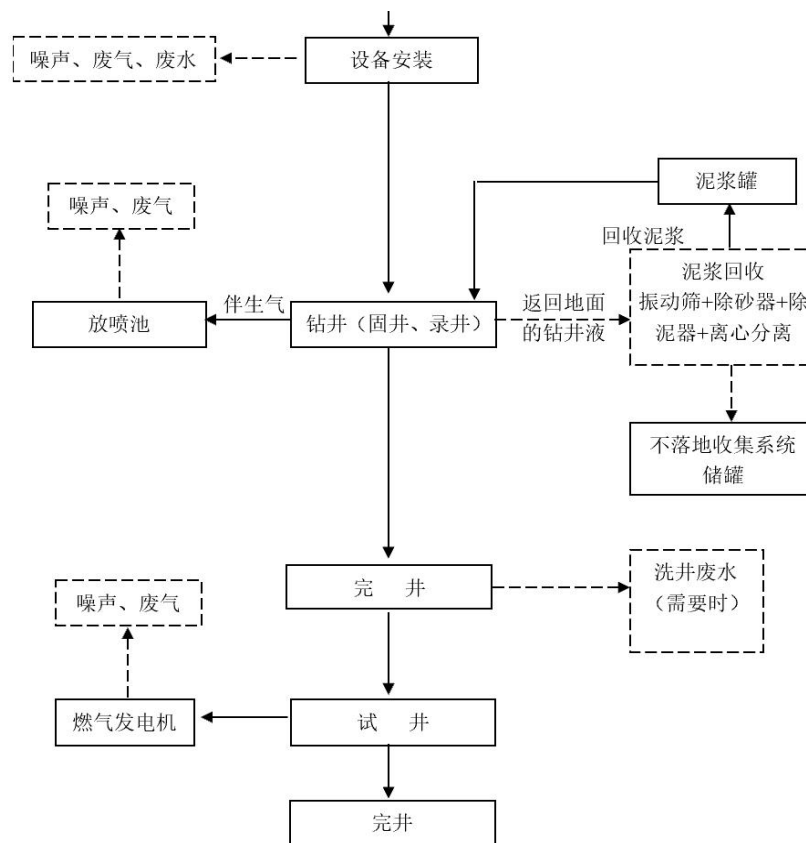 噪声、废气、废水
设备安装
泥浆罐
噪声、废气
回收泥浆
泥浆回收
振动筛+除砂器+除
泥器+离心分离
放喷池
伴生气
钻井（固井、录井）
返回地面
的钻井液
不落地收集系统
储罐
完 井
洗井废水
（需要时）
噪声、废气
燃气发电机
试 井
完井